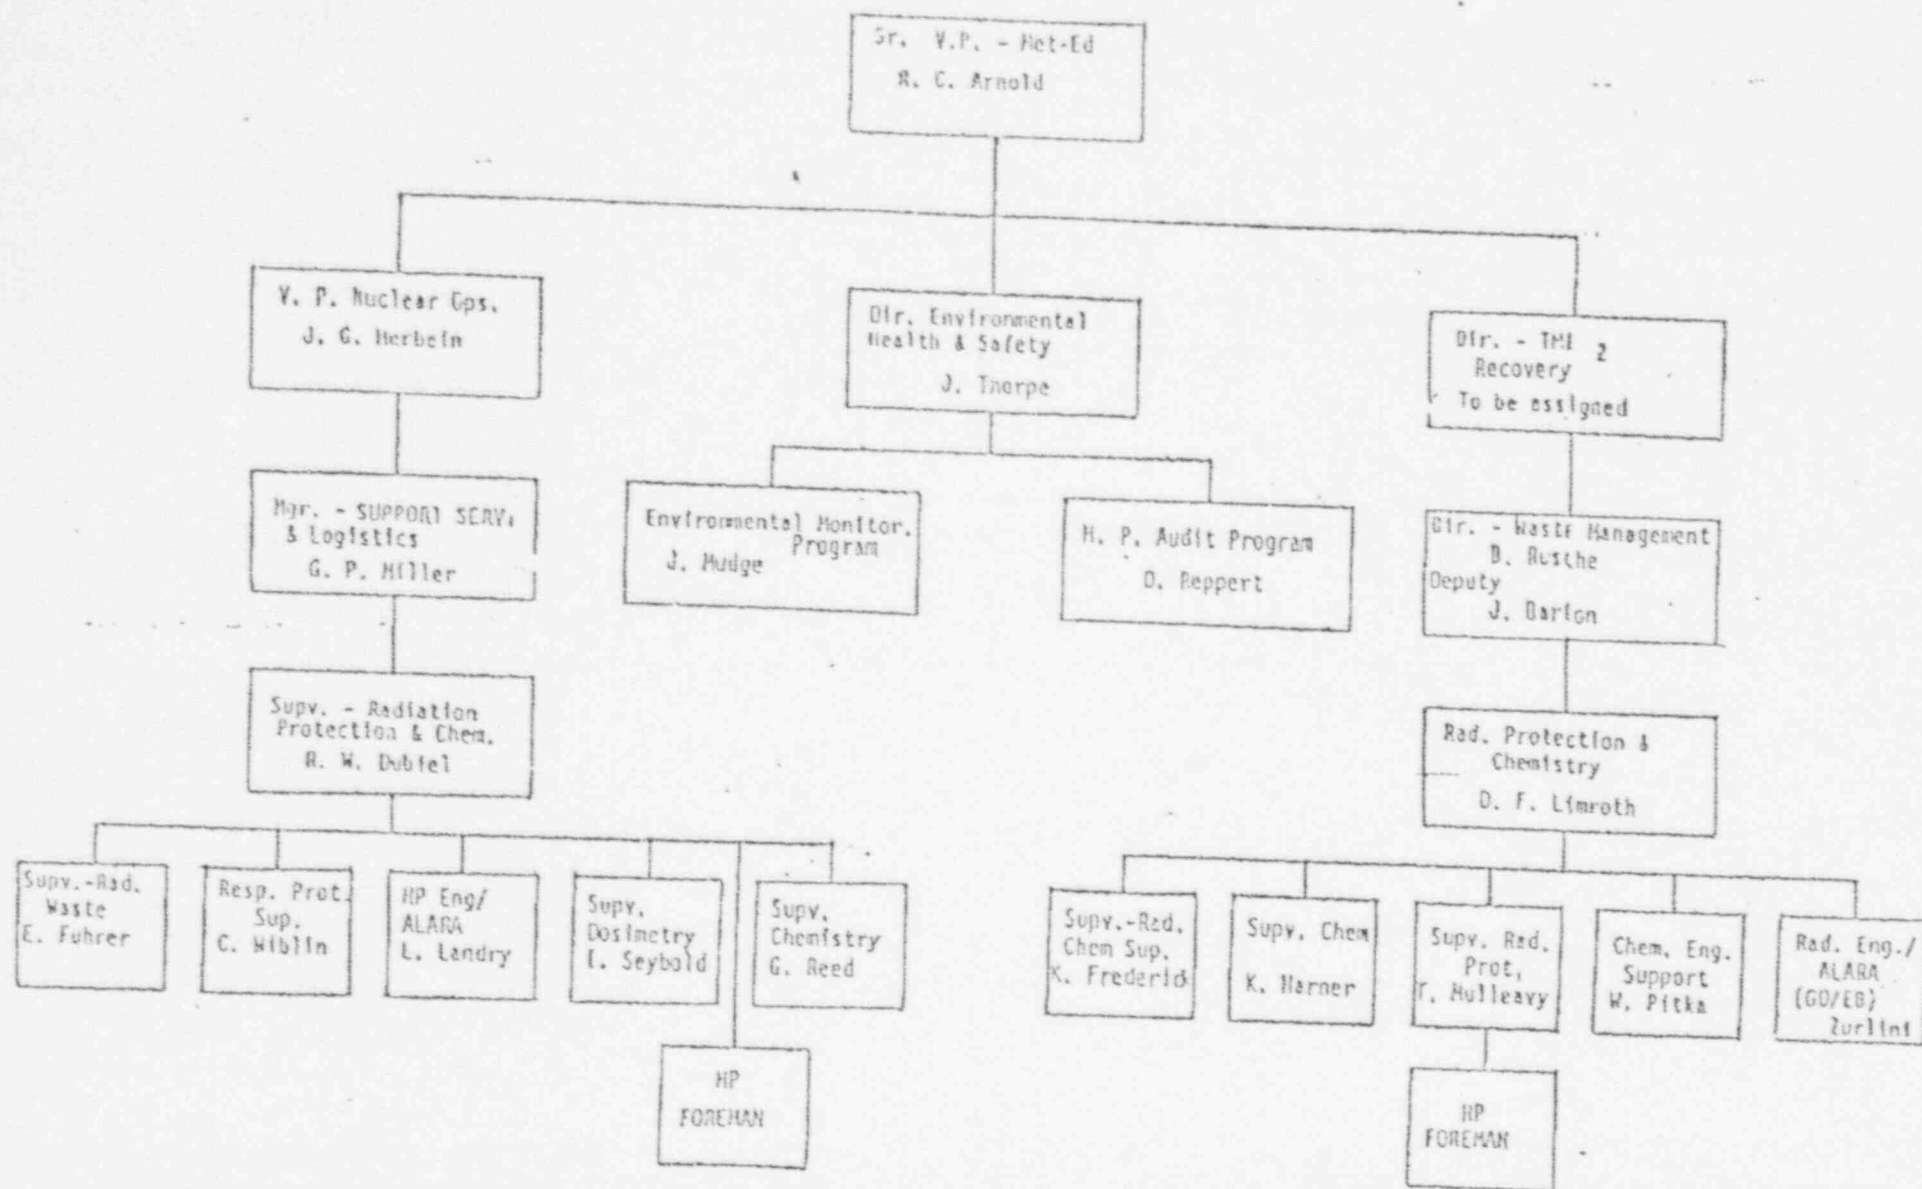 Sr. V.P. - Met-Ed
R. C. Arnold
V. P. Nuclear Ops.
J. G. Herbein
Dir. Environmental
Health & Safety
J. Thorpe
Dir. - TMI 2
Recovery
To be assigned
Mgr. - SUPPORT SERV.
& Logistics
G. P. Miller
Environmental Monitor.
Program
J. Mudge
H. P. Audit Program
D. Reppert
Dir. - Waste Management
B. Rusche
Deputy
J. Barton
Supv. - Radiation
Protection & Chem.
R. W. Dubiel
Rad. Protection &
Chemistry
D. F. Limroth
Supv.-Rad.
Waste
E. Fuhrer
Resp. Prot.
Sup.
C. Hiblin
HP Eng/
ALARA
L. Landry
Supv.
Dosimetry
Seybold
Supv.
Chemistry
G. Reed
HP
FOREMAN
Supv.-Rad.
Chem Sup.
K. Frederick
Supv. Chem
K. Harner
Supv. Rad.
Prot.
T. Mulleavy
Chem. Eng.
Support
W. Pitka
Rad. Eng./
ALARA
(GD/EB)
Zurlini
HP
FOREMAN